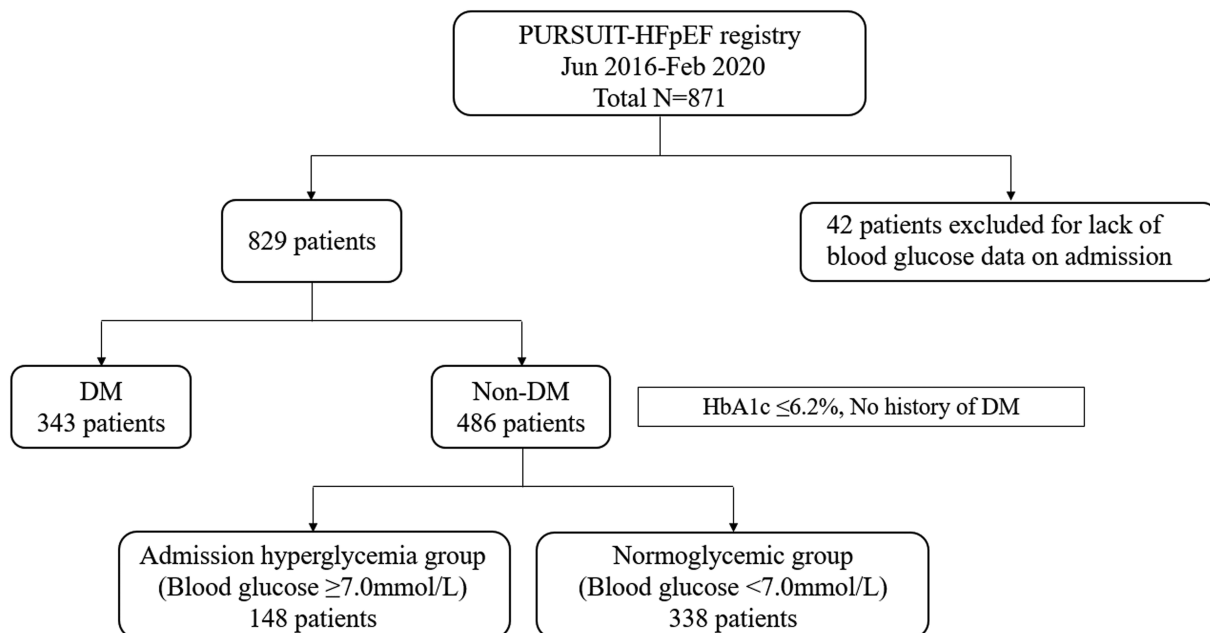 PURSUIT-HFpEF registry
Jun 2016-Feb 2020
Total N=871
829 patients
42 patients excluded for lack of
blood glucose data on admission
DM
343 patients
Non-DM
486 patients
HbA1c ≤6.2%, No history of DM
Admission hyperglycemia group
(Blood glucose ≥7.0mmol/L)
148 patients
Normoglycemic group
(Blood glucose <7.0mmol/L)
338 patients